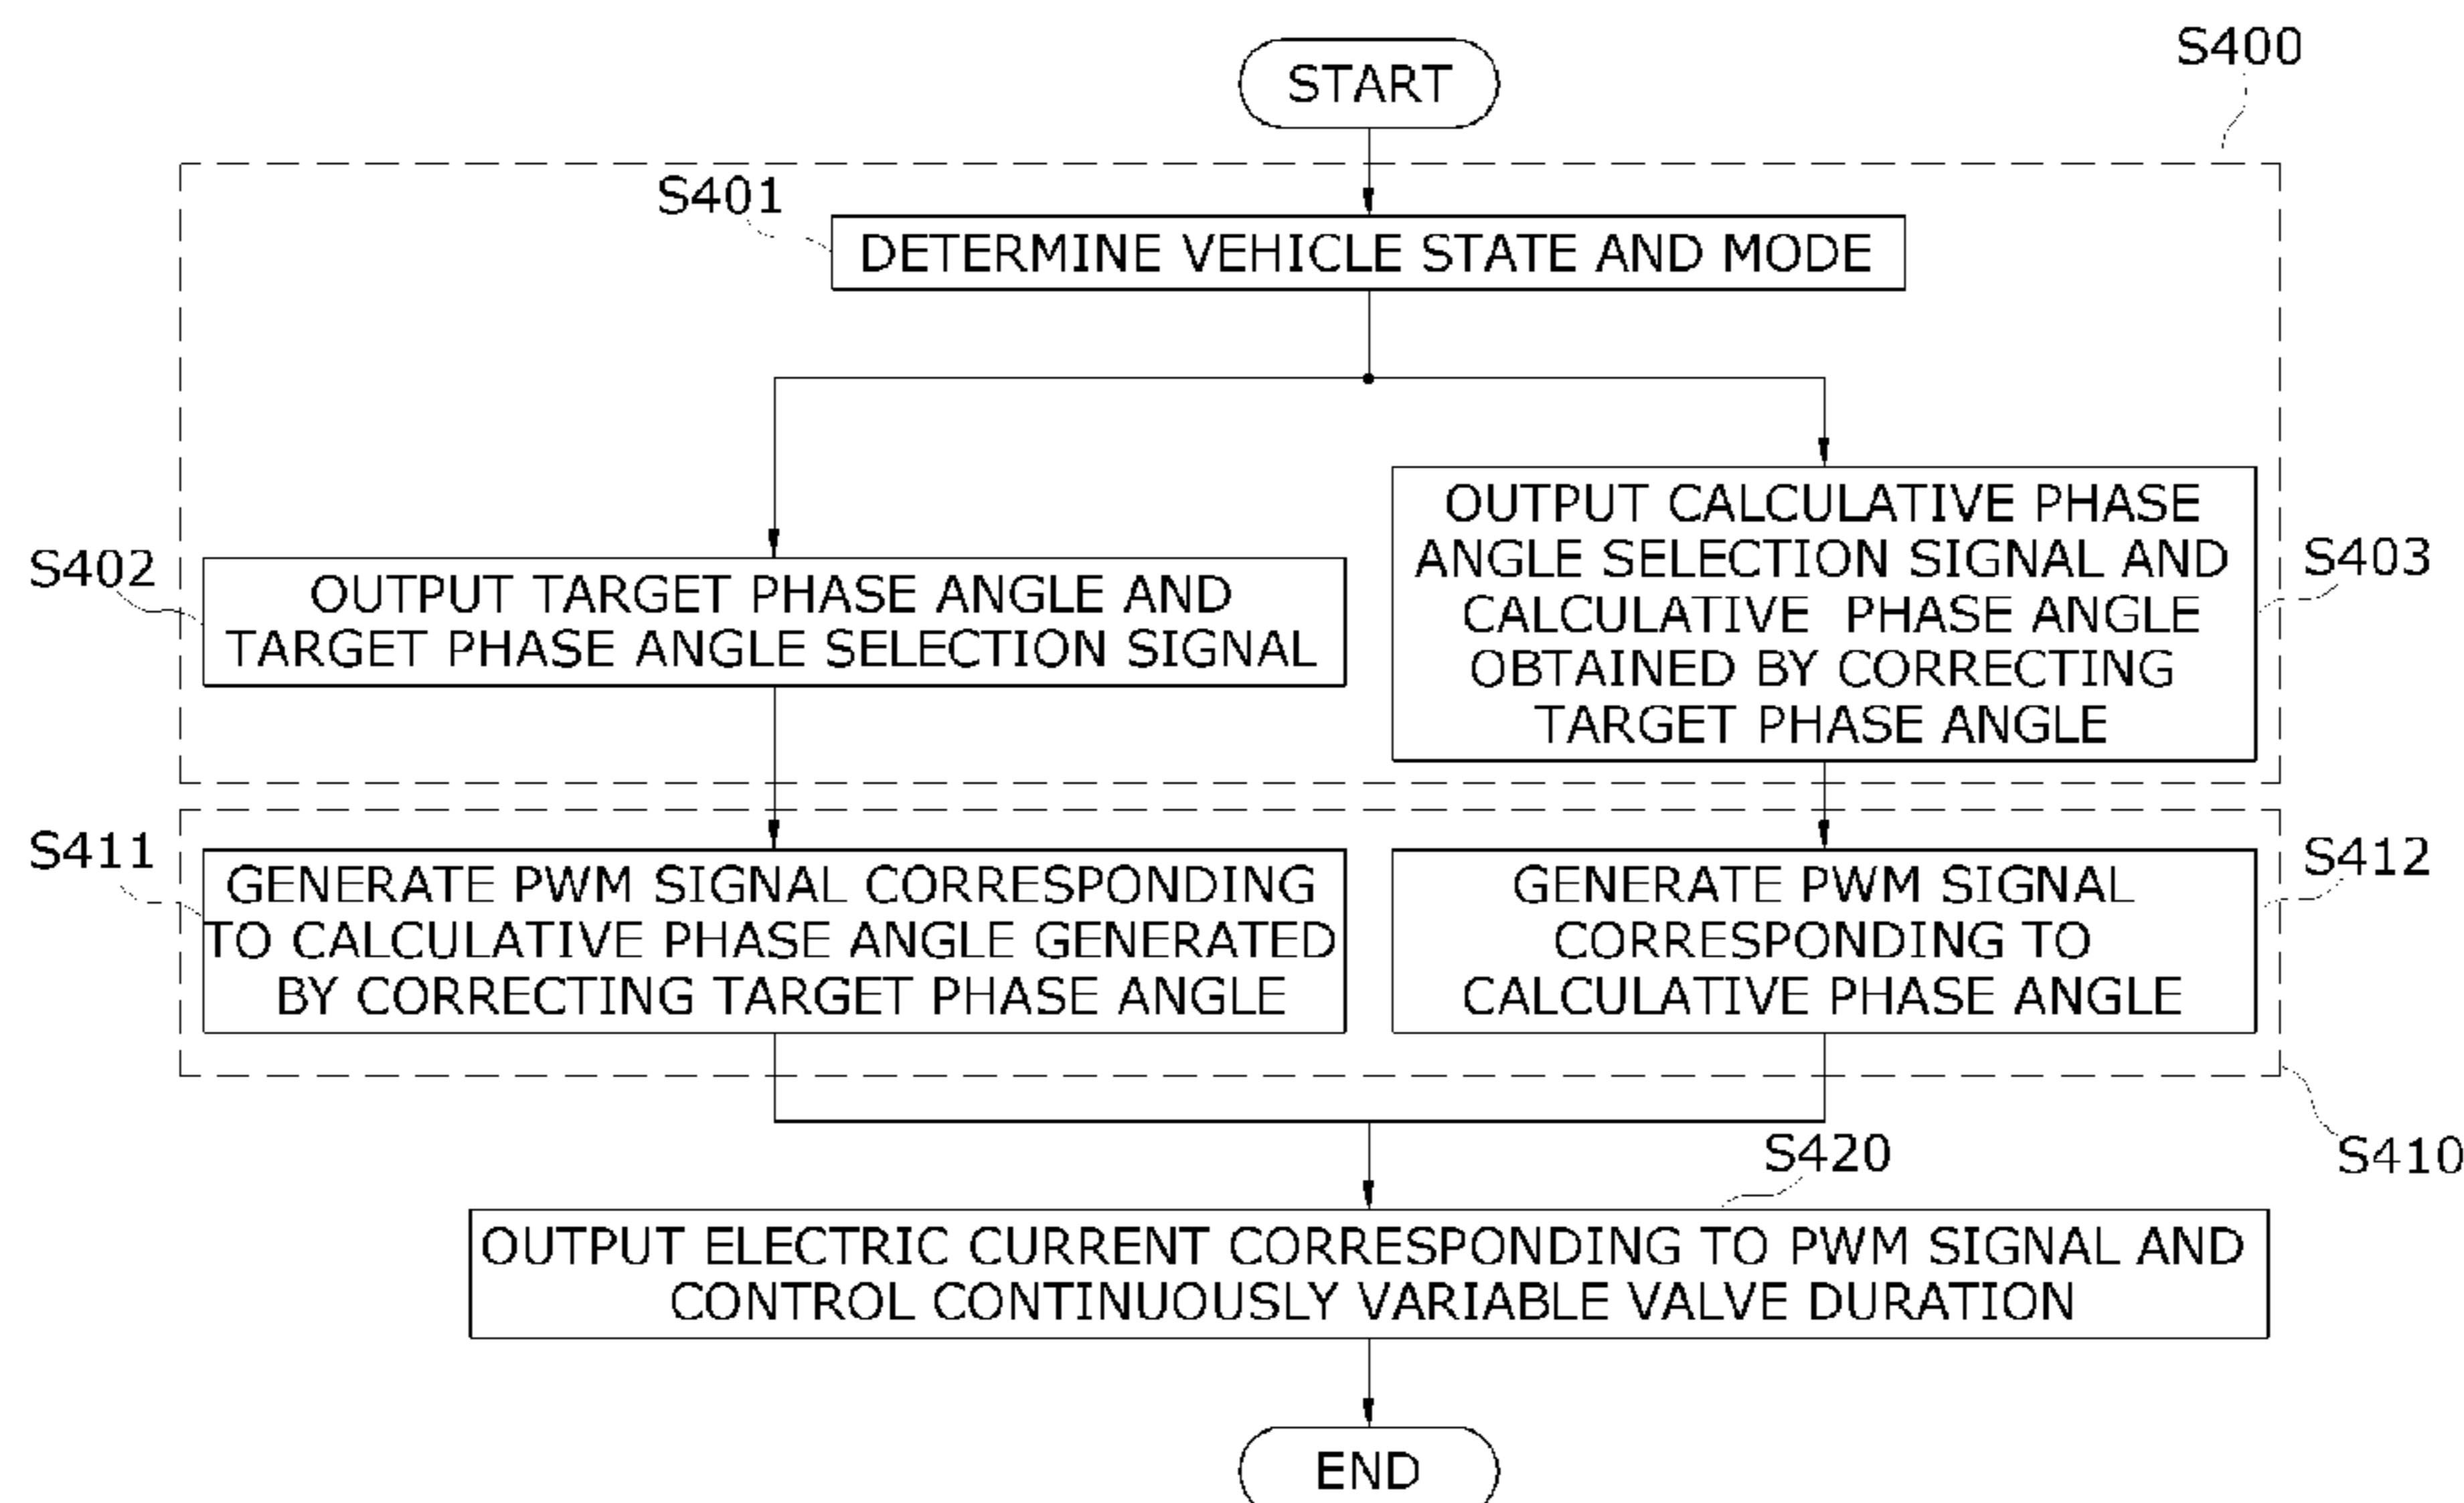 START
S400
S401
DETERMINE VEHICLE STATE AND MODE
S402
OUTPUT TARGET PHASE ANGLE AND
TARGET PHASE ANGLE SELECTION SIGNAL
OUTPUT CALCULATIVE PHASE
ANGLE SELECTION SIGNAL AND
CALCULATIVE PHASE ANGLE
OBTAINED BY CORRECTING
TARGET PHASE ANGLE
S403
S411
GENERATE PWM SIGNAL CORRESPONDING
TO CALCULATIVE PHASE ANGLE GENERATED
BY CORRECTING TARGET PHASE ANGLE
GENERATE PWM SIGNAL
CORRESPONDING TO
CALCULATIVE PHASE ANGLE
S412
S410
S420
OUTPUT ELECTRIC CURRENT CORRESPONDING TO PWM SIGNAL AND
CONTROL CONTINUOUSLY VARIABLE VALVE DURATION
END